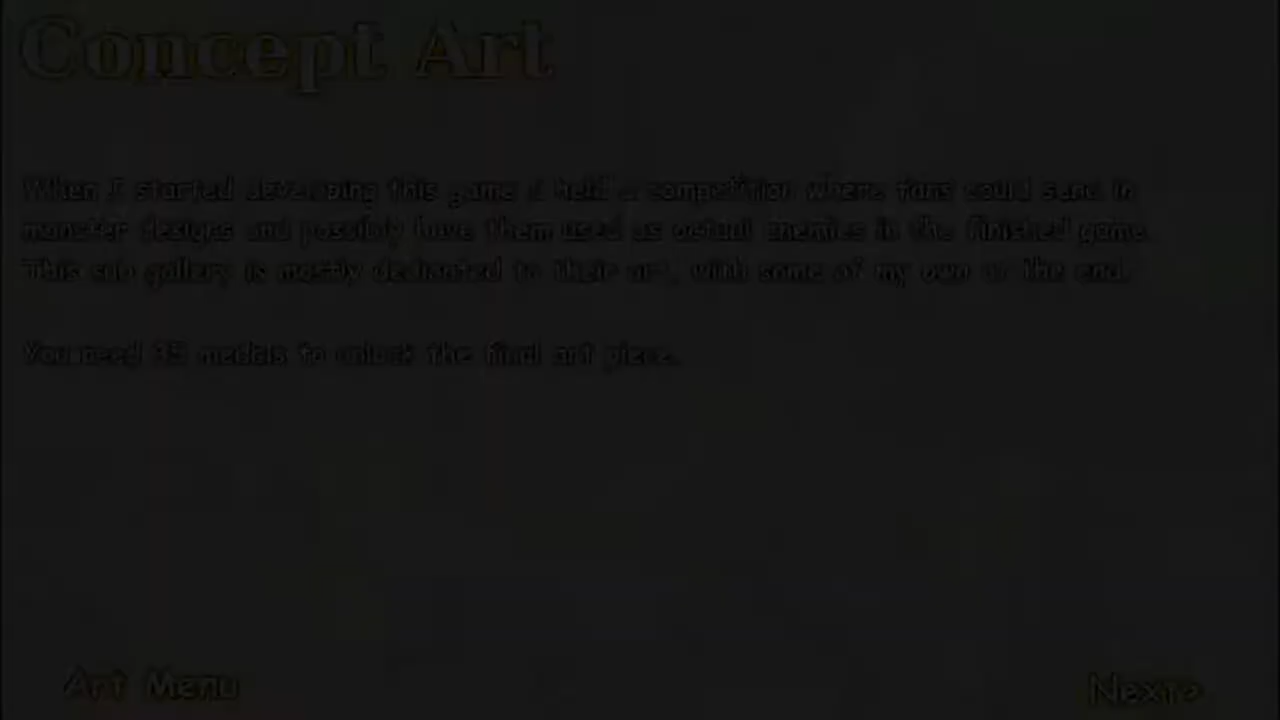 Concept Art
When I started developing this game I held a competition where fans could send in
monster designs and possibly have them used as actual enemies in the finished game.
This sub gallery is mostly dedicated to their art, with some of my own at the end.
You need 35 medals to unlock the final art piece.
Art Menu
Next>